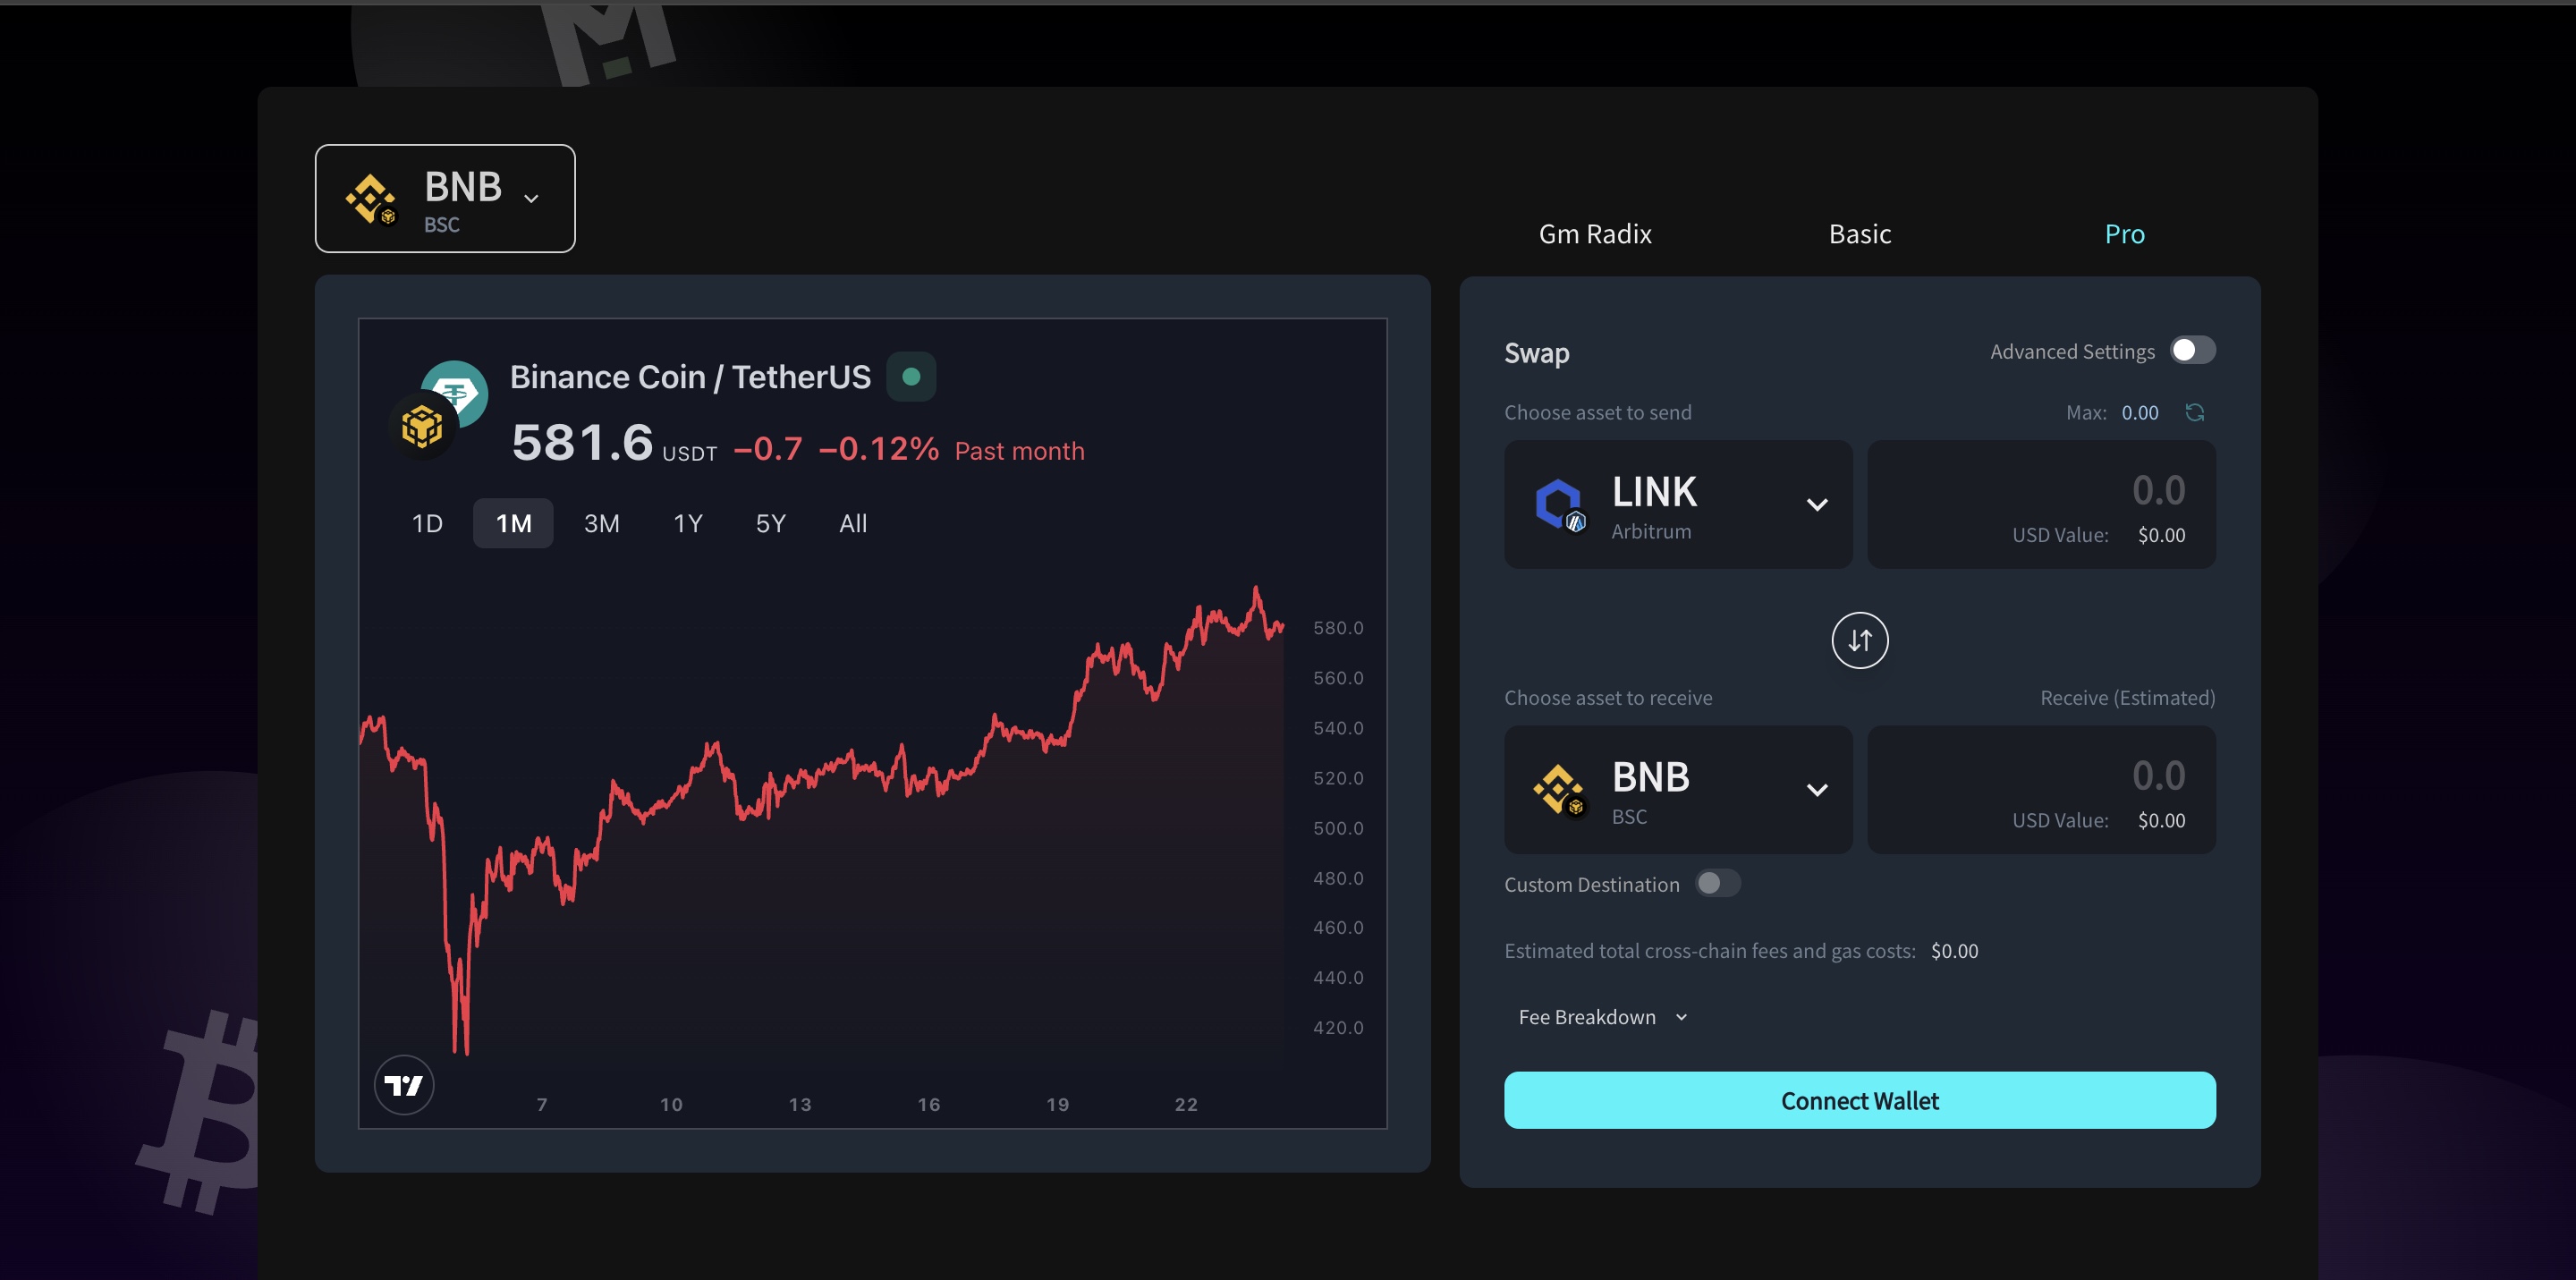 BNB
BSC
Gm Radix
Basic
Pro
Binance Coin / TetherUS
581.6 USDT −0.7 −0.12% Past month
1D 1M 3M 1Y 5Y All
580.0
560.0
540.0
520.0
500.0
480.0
460.0
440.0
420.0
7 10 13 16 19 22
Swap
Advanced Settings
Choose asset to send
Max: 0.00
LINK
Arbitrum
0.0
USD Value: $0.00
Choose asset to receive
Receive (Estimated)
BNB
BSC
0.0
USD Value: $0.00
Custom Destination
Estimated total cross-chain fees and gas costs: $0.00
Fee Breakdown
Connect Wallet